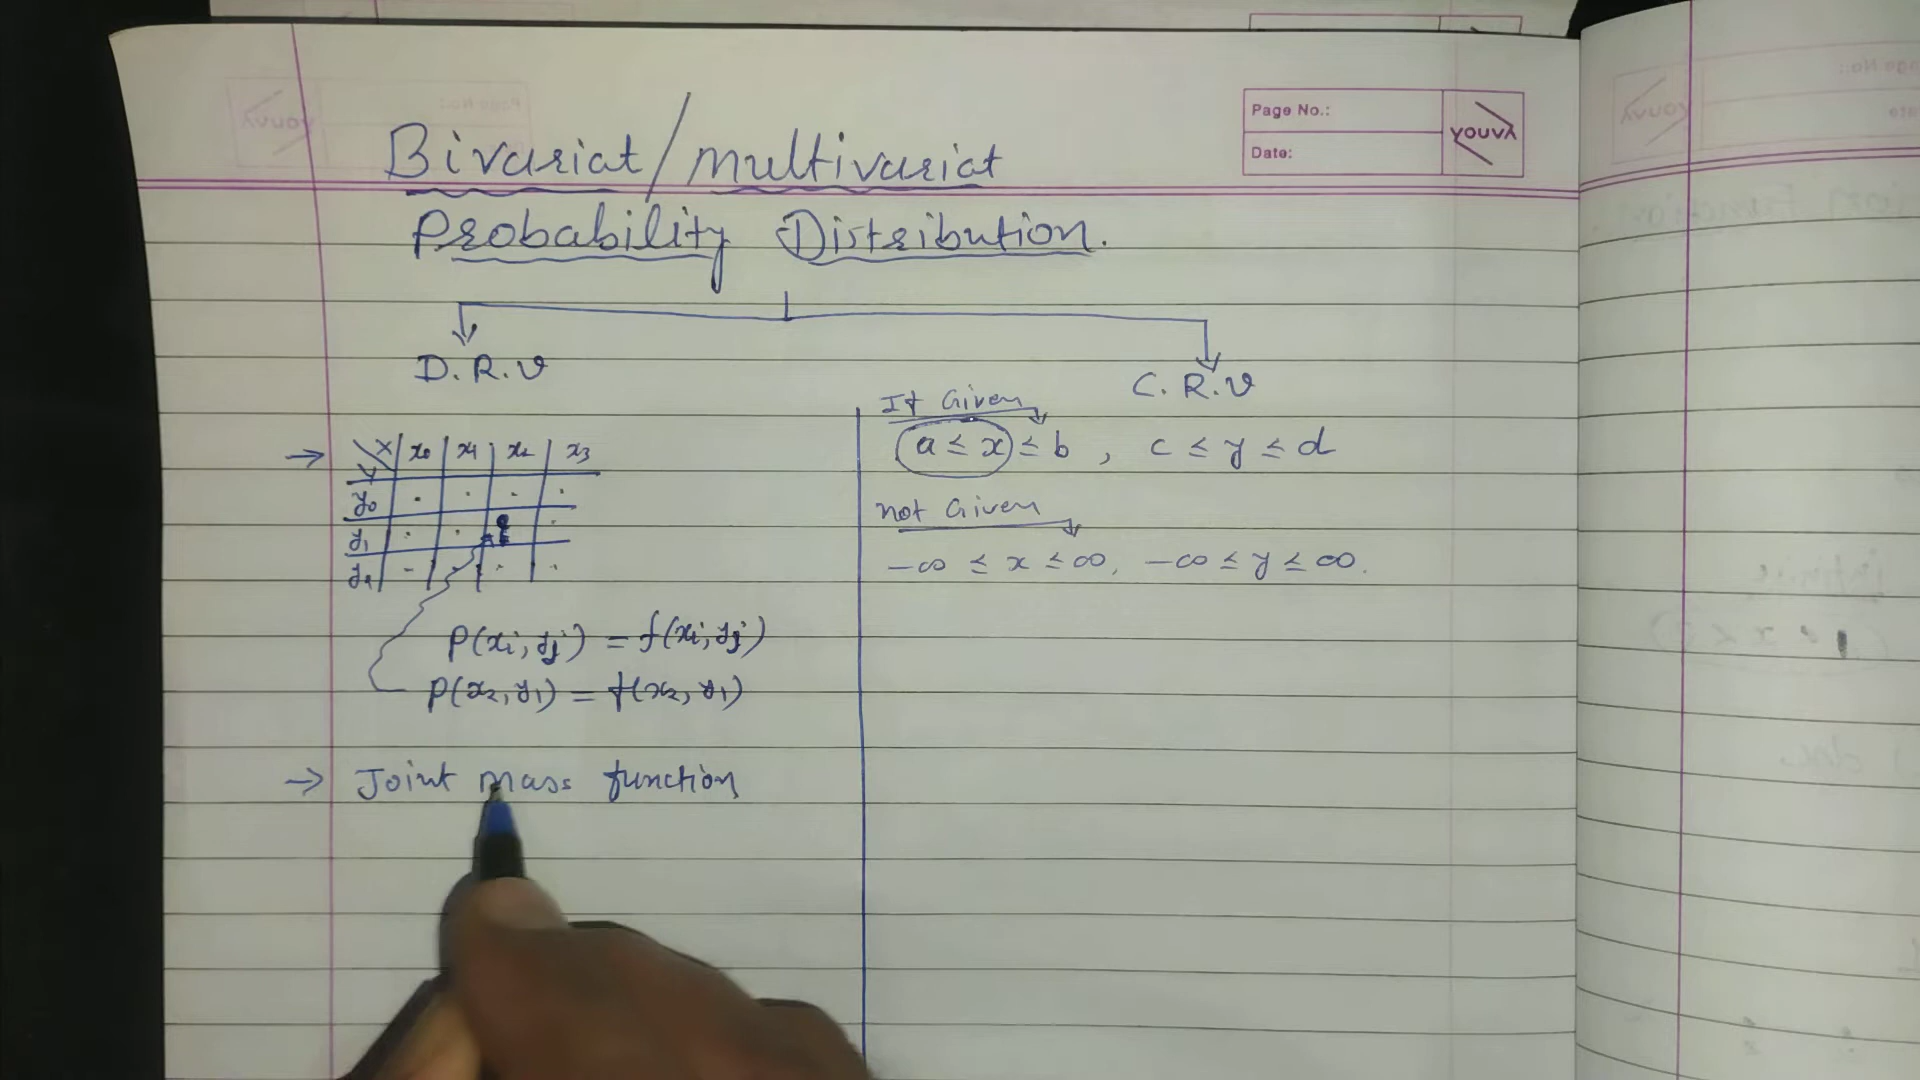 Bivariat/multivariat
Probability Distribution.
Page No.:
Date:
youva
D.R.V
C.R.V
X x0 x1 x2 x3
Y
y0
y1
y2
P(xi, yj) = f(xi, yj)
P(x2, y1) = f(x2, y1)
→ Joint mass function
If Given
a ≤ x ≤ b , c ≤ y ≤ d
not Given
-∞ ≤ x ≤ ∞, -∞ ≤ y ≤ ∞.